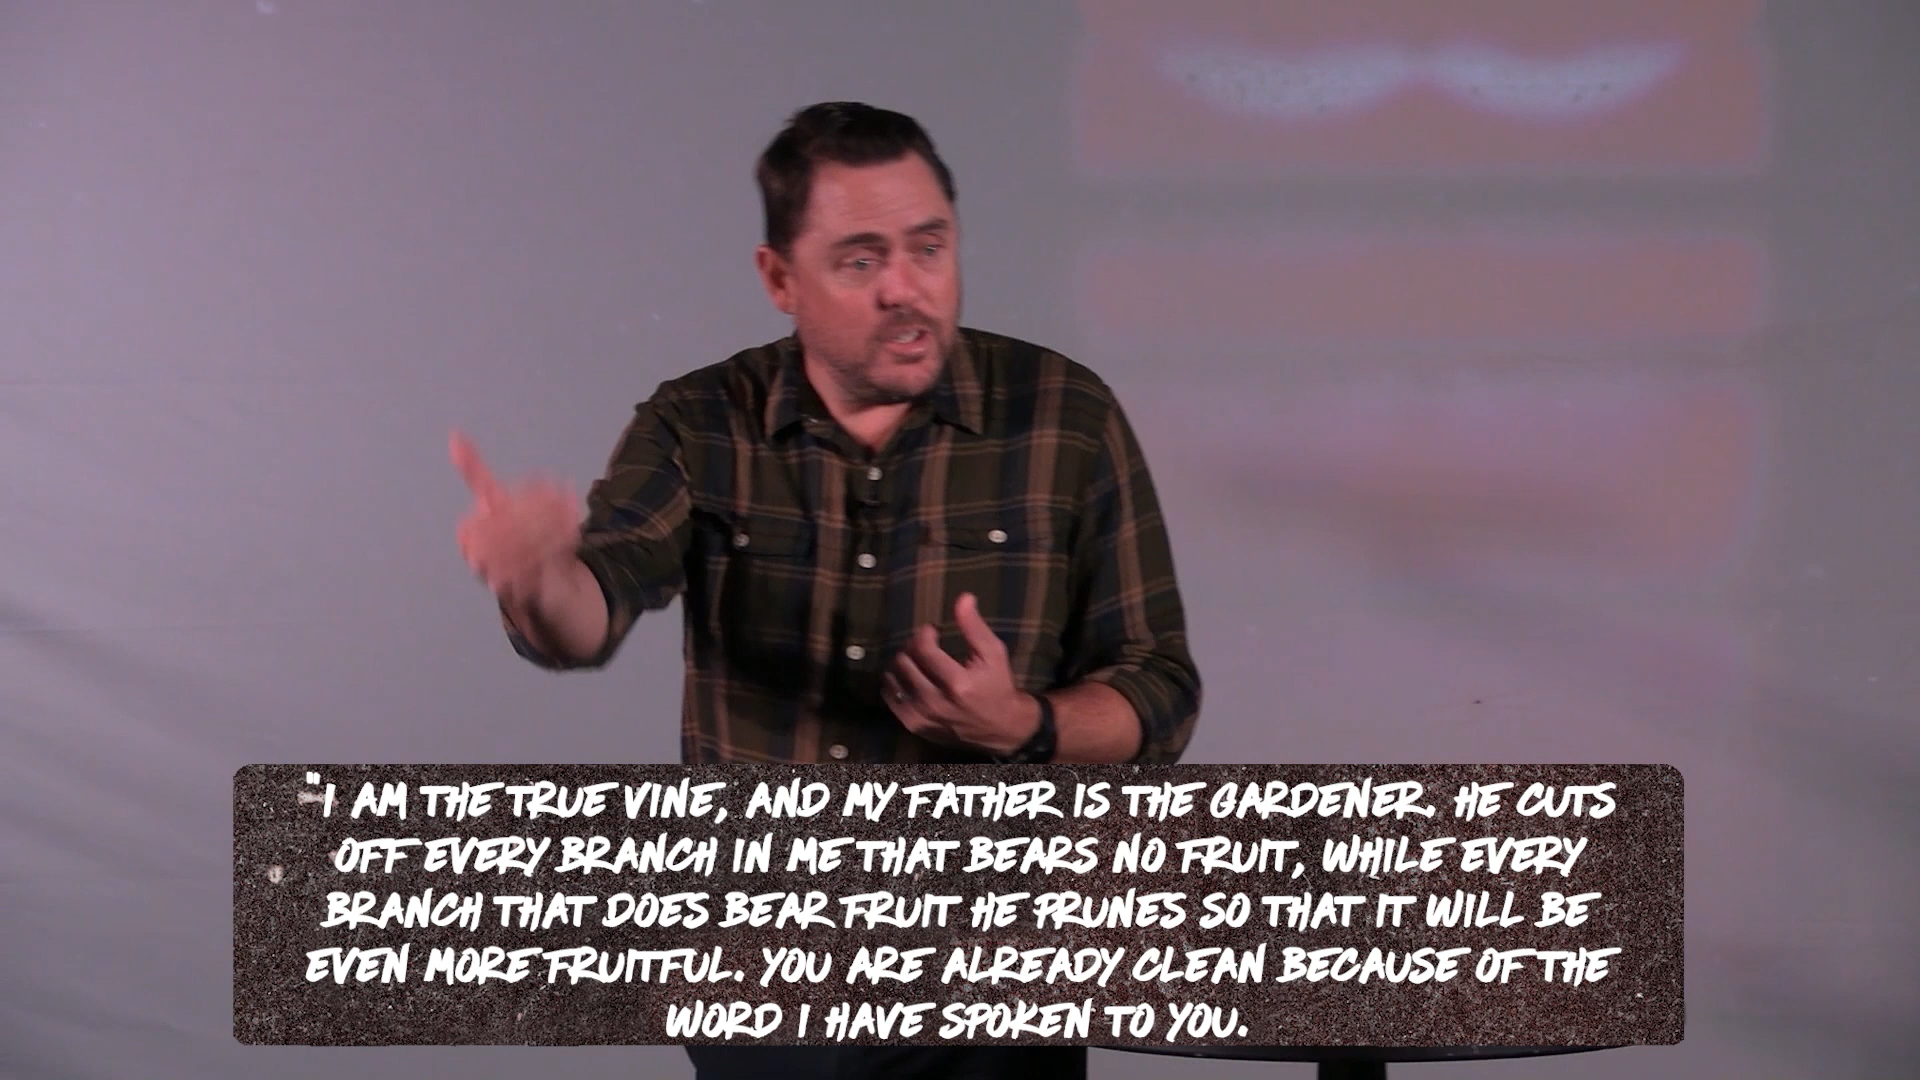 "I AM THE TRUE VINE, AND MY FATHER IS THE GARDENER. HE CUTS
OFF EVERY BRANCH IN ME THAT BEARS NO FRUIT, WHILE EVERY
BRANCH THAT DOES BEAR FRUIT HE PRUNES SO THAT IT WILL BE
EVEN MORE FRUITFUL. YOU ARE ALREADY CLEAN BECAUSE OF THE
WORD I HAVE SPOKEN TO YOU.